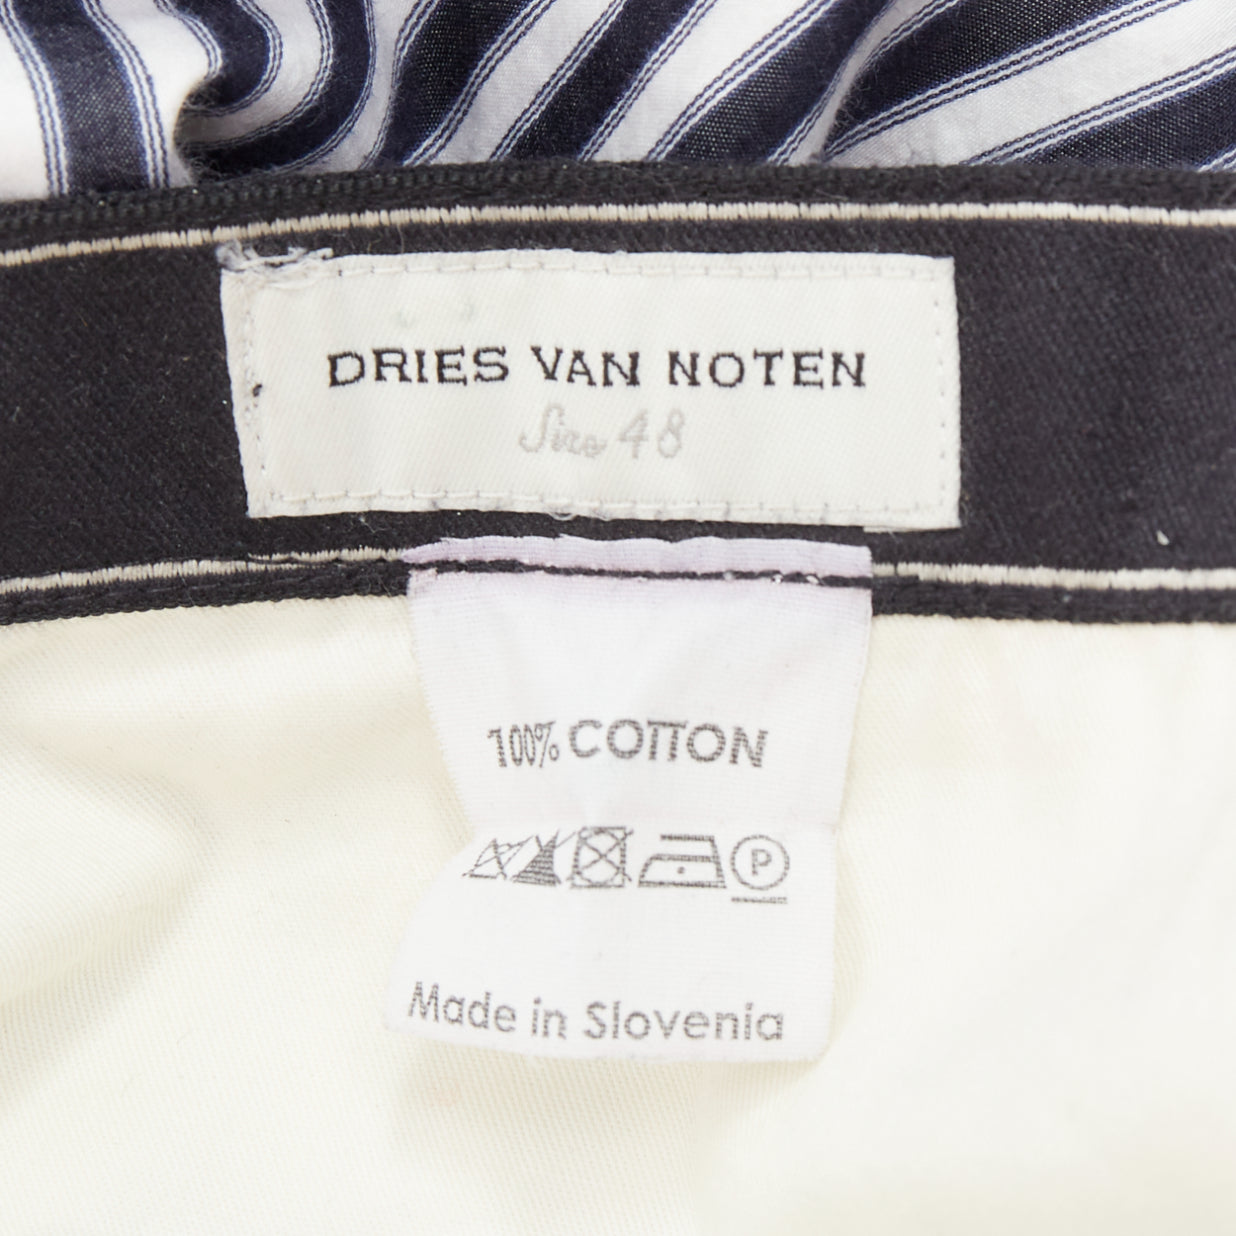 DRIES VAN NOTEN
Size 48
100% COTTON
P
Made in Slovenia